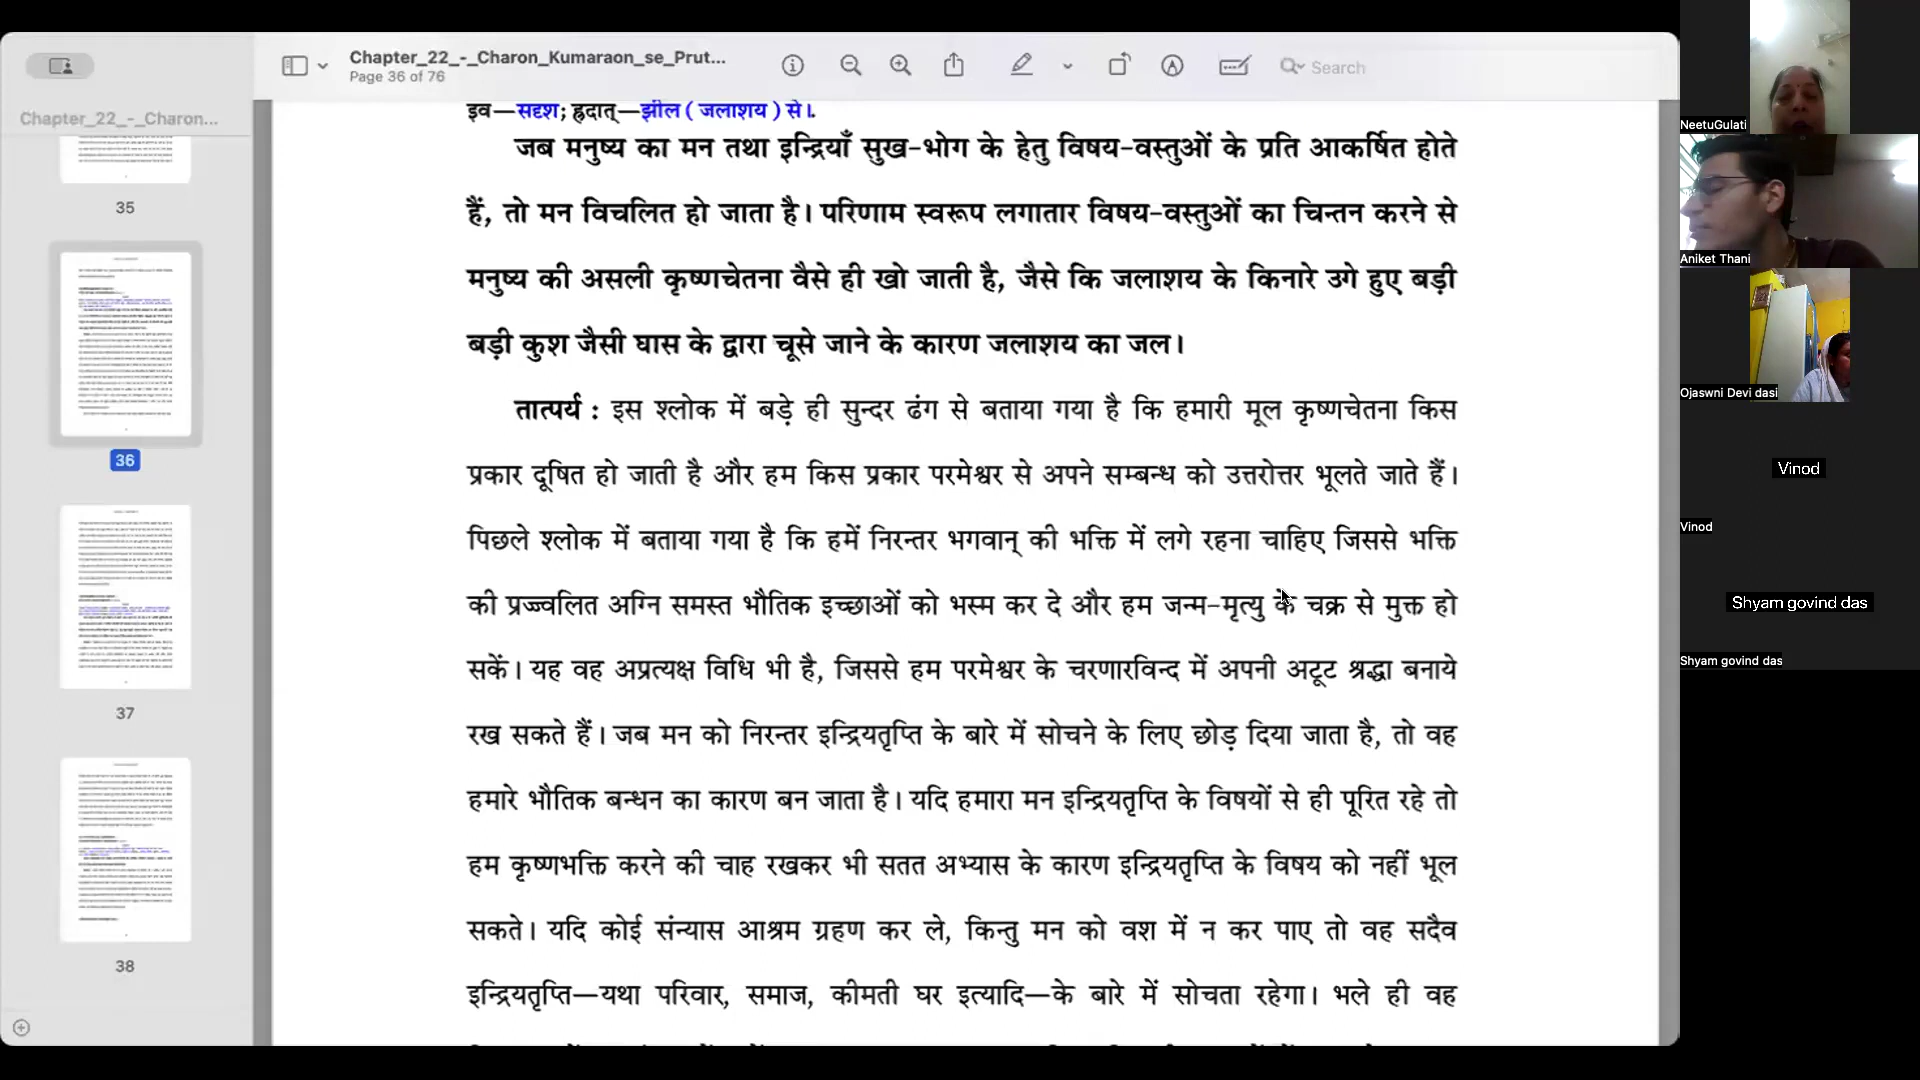 Chapter_22_-_Charon_Kumaraon_se_Prut...
Page 36 of 76
Search
Chapter_22_-_Charon...
35
36
37
38
इव—सदृश; ह्रदात्—झील ( जलाशय ) से।
जब मनुष्य का मन तथा इन्द्रियाँ सुख-भोग के हेतु विषय-वस्तुओं के प्रति आकर्षित होते
हैं, तो मन विचलित हो जाता है। परिणाम स्वरूप लगातार विषय-वस्तुओं का चिन्तन करने से
मनुष्य की असली कृष्णचेतना वैसे ही खो जाती है, जैसे कि जलाशय के किनारे उगे हुए बड़ी
बड़ी कुश जैसी घास के द्वारा चूसे जाने के कारण जलाशय का जल।
तात्पर्य : इस श्लोक में बड़े ही सुन्दर ढंग से बताया गया है कि हमारी मूल कृष्णचेतना किस
प्रकार दूषित हो जाती है और हम किस प्रकार परमेश्वर से अपने सम्बन्ध को उत्तरोत्तर भूलते जाते हैं।
पिछले श्लोक में बताया गया है कि हमें निरन्तर भगवान् की भक्ति में लगे रहना चाहिए जिससे भक्ति
की प्रज्ज्वलित अग्नि समस्त भौतिक इच्छाओं को भस्म कर दे और हम जन्म-मृत्यु के चक्र से मुक्त हो
सकें। यह वह अप्रत्यक्ष विधि भी है, जिससे हम परमेश्वर के चरणारविन्द में अपनी अटूट श्रद्धा बनाये
रख सकते हैं। जब मन को निरन्तर इन्द्रियतृप्ति के बारे में सोचने के लिए छोड़ दिया जाता है, तो वह
हमारे भौतिक बन्धन का कारण बन जाता है। यदि हमारा मन इन्द्रियतृप्ति के विषयों से ही पूरित रहे तो
हम कृष्णभक्ति करने की चाह रखकर भी सतत अभ्यास के कारण इन्द्रियतृप्ति के विषय को नहीं भूल
सकते। यदि कोई संन्यास आश्रम ग्रहण कर ले, किन्तु मन को वश में न कर पाए तो वह सदैव
इन्द्रियतृप्ति—यथा परिवार, समाज, कीमती घर इत्यादि—के बारे में सोचता रहेगा। भले ही वह
NeetuGulati
Aniket Thani
Ojaswni Devi dasi
Vinod
Vinod
Shyam govind das
Shyam govind das